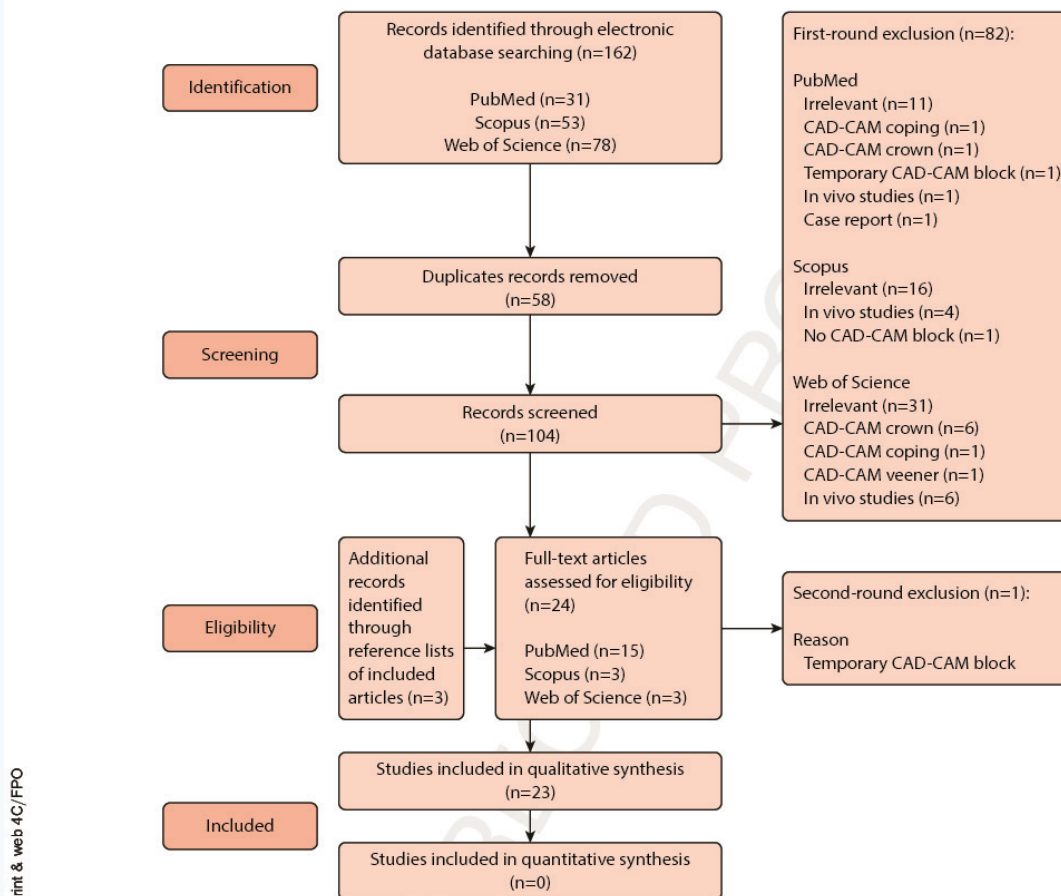 Identification
Records identified through electronic
database searching (n=162)
PubMed (n=31)
Scopus (n=53)
Web of Science (n=78)
First-round exclusion (n=82):
PubMed
Irrelevant (n=11)
CAD-CAM coping (n=1)
CAD-CAM crown (n=1)
Temporary CAD-CAM block (n=1)
In vivo studies (n=1)
Case report (n=1)
Scopus
Irrelevant (n=16)
In vivo studies (n=4)
No CAD-CAM block (n=1)
Web of Science
Irrelevant (n=31)
CAD-CAM crown (n=6)
CAD-CAM coping (n=1)
CAD-CAM veener (n=1)
In vivo studies (n=6)
Screening
Duplicates records removed
(n=58)
Records screened
(n=104)
Eligibility
Additional
records
identified
through
reference lists
of included
articles (n=3)
Full-text articles
assessed for eligibility
(n=24)
PubMed (n=15)
Scopus (n=3)
Web of Science (n=3)
Second-round exclusion (n=1):
Reason
Temporary CAD-CAM block
Included
Studies included in qualitative synthesis
(n=23)
Studies included in quantitative synthesis
(n=0)
rint & web 4C/FPO